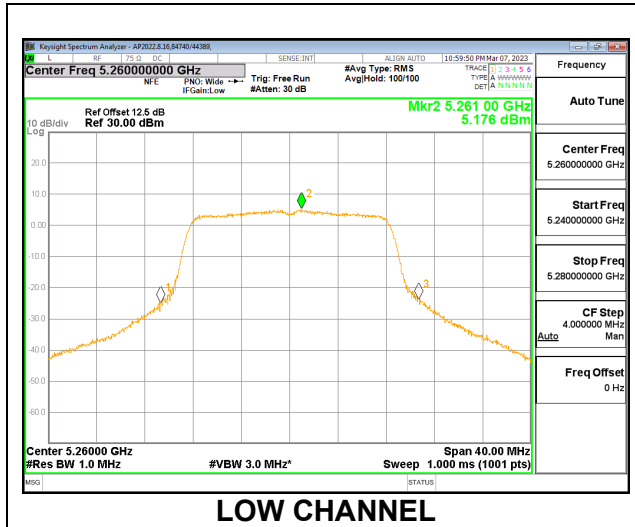 Keysight Spectrum Analyzer - AP2022.8.16,84740/44389,
L RF 75 Ω DC SENSE:INT ALIGN AUTO 10:59:50 PM Mar 07, 2023
Center Freq 5.260000000 GHz
NFE
PNO: Wide
IFGain:Low
Trig: Free Run
#Atten: 30 dB
#Avg Type: RMS
Avg|Hold: 100/100
TRACE 1 2 3 4 5 6
TYPE A WWWWW
DET A N N N N N
Mkr2 5.261 00 GHz
5.176 dBm
Ref Offset 12.5 dB
10 dB/div Ref 30.00 dBm
Log
20.0
10.0
0.00
-10.0
-20.0
-30.0
-40.0
-50.0
-60.0
1
2
3
Center 5.26000 GHz Span 40.00 MHz
#Res BW 1.0 MHz #VBW 3.0 MHz* Sweep 1.000 ms (1001 pts)
MSG STATUS
Frequency
Auto Tune
Center Freq
5.260000000 GHz
Start Freq
5.240000000 GHz
Stop Freq
5.280000000 GHz
CF Step
4.000000 MHz
Auto Man
Freq Offset
0 Hz
LOW CHANNEL